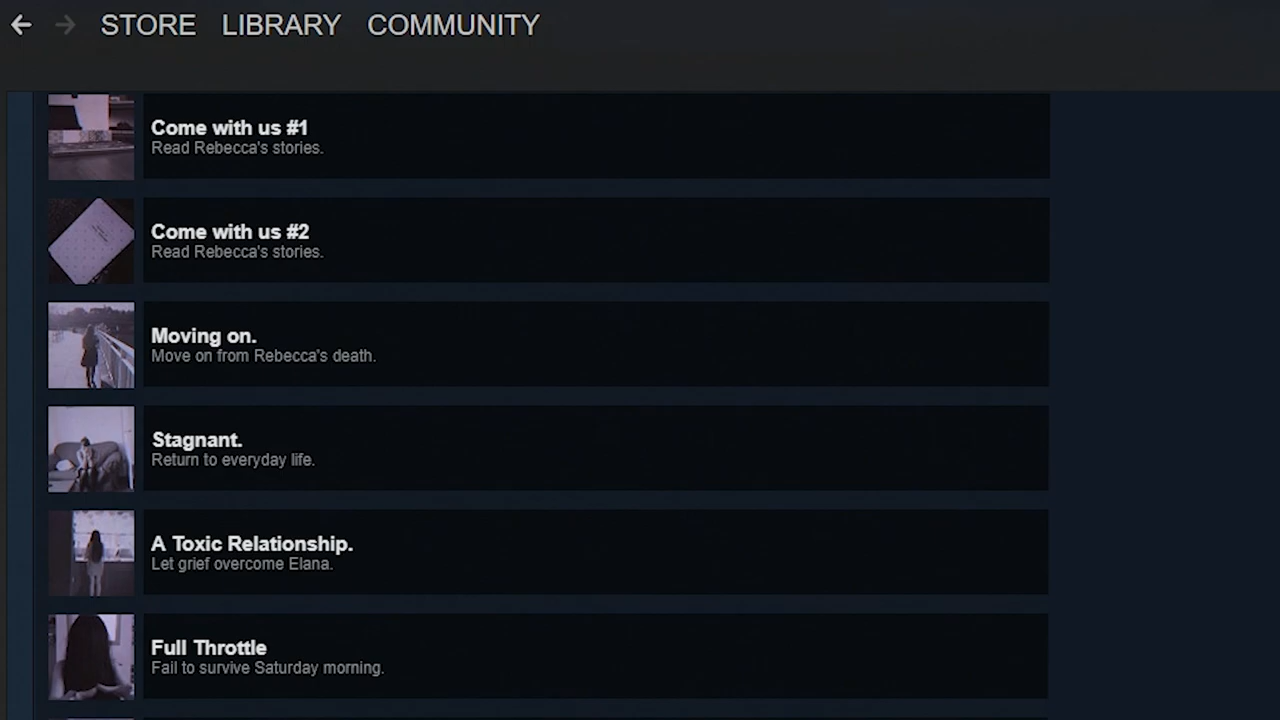 STORE LIBRARY COMMUNITY
Come with us #1
Read Rebecca's stories.
Come with us #2
Read Rebecca's stories.
Moving on.
Move on from Rebecca's death.
Stagnant.
Return to everyday life.
A Toxic Relationship.
Let grief overcome Elana.
Full Throttle
Fail to survive Saturday morning.